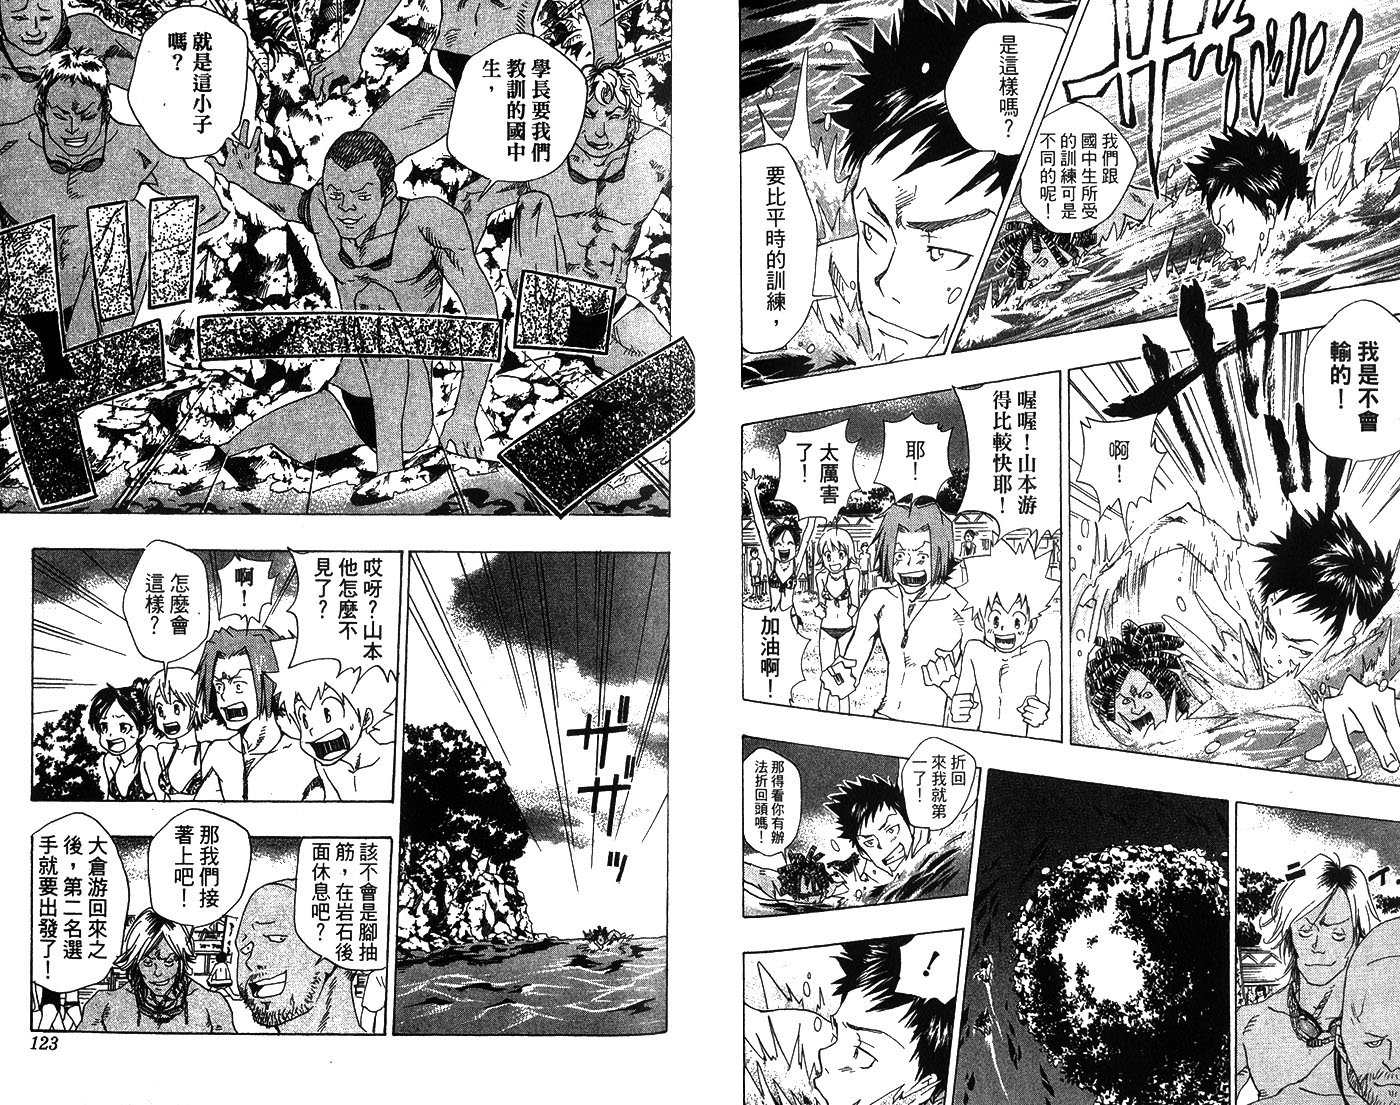 我們跟
國中生所受
的訓練可是
不同的呢！
是這樣嗎？
要比平時的訓練，
我是不會
輸的！
啊！
喔喔！山本游
得比較快耶！
耶！
太厲害
了！
加油啊！
折回
來我就第
一了！
那得看你有辦
法折回頭嗎！
！
學長要我們
教訓的國中
生，
就是這小子
嗎？
哎呀？山本
他怎麼不
見了？
啊！
怎麼會
這樣？
該不會是腳抽
筋，在岩石後
面休息吧？
那我們接
著上吧！
大倉游回來之
後，第二名選
手就要出發了！
123